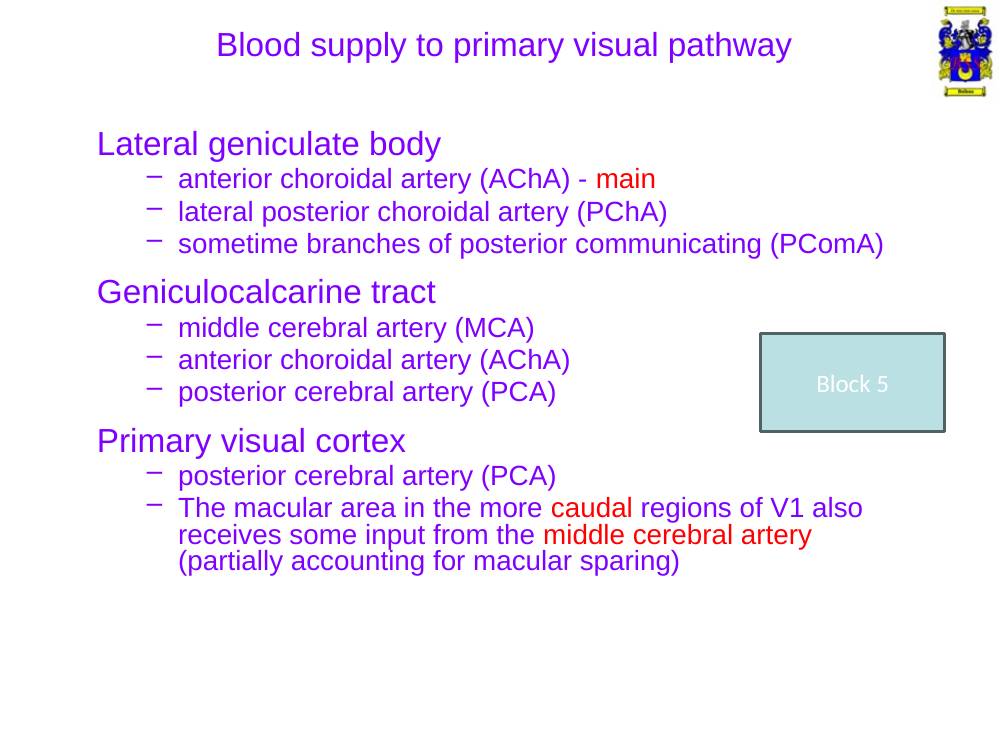 Blood supply to primary visual pathway
Lateral geniculate body
– anterior choroidal artery (AChA) - main
– lateral posterior choroidal artery (PChA)
– sometime branches of posterior communicating (PComA)
Geniculocalcarine tract
– middle cerebral artery (MCA)
– anterior choroidal artery (AChA)
– posterior cerebral artery (PCA)
Block 5
Primary visual cortex
– posterior cerebral artery (PCA)
– The macular area in the more caudal regions of V1 also
receives some input from the middle cerebral artery
(partially accounting for macular sparing)